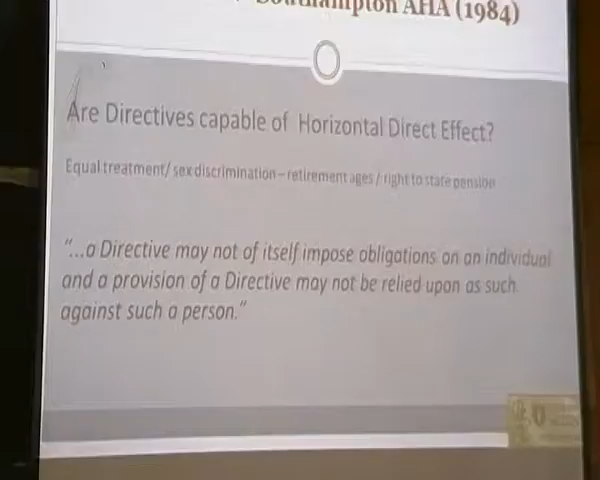 Southampton AHA (1984)
Are Directives capable of Horizontal Direct Effect?
Equal treatment/ sex discrimination – retirement ages / right to state pension
“...a Directive may not of itself impose obligations on an individual
and a provision of a Directive may not be relied upon as such
against such a person.”